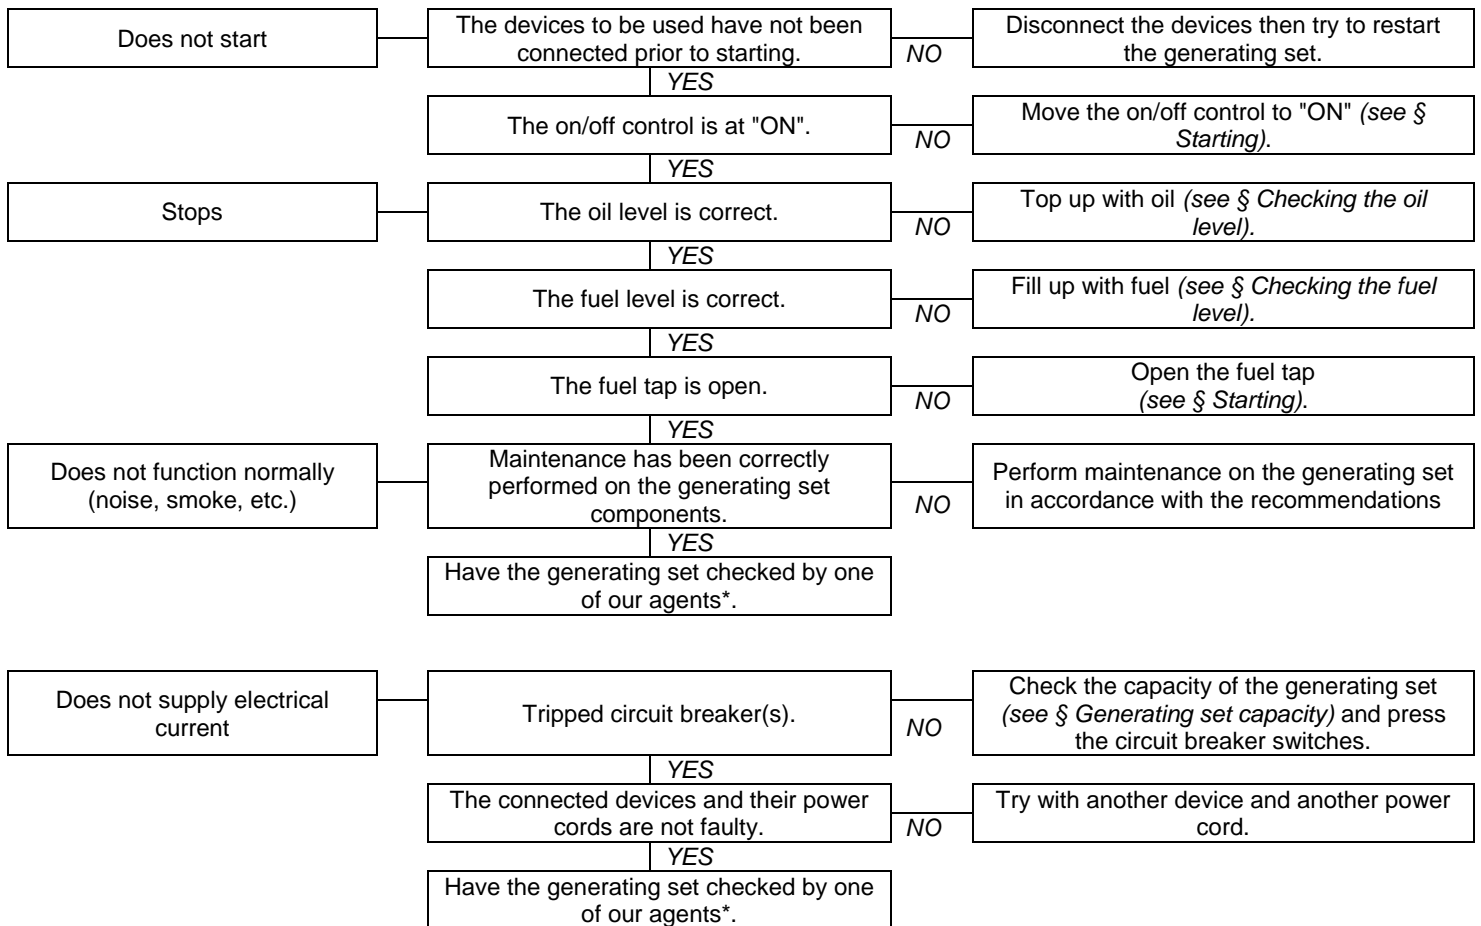 Does not start
The devices to be used have not been
connected prior to starting.
NO
Disconnect the devices then try to restart
the generating set.
YES
The on/off control is at "ON".
NO
Move the on/off control to "ON" (see §
Starting).
YES
Stops
The oil level is correct.
NO
Top up with oil (see § Checking the oil
level).
YES
The fuel level is correct.
NO
Fill up with fuel (see § Checking the fuel
level).
YES
The fuel tap is open.
NO
Open the fuel tap
(see § Starting).
YES
Does not function normally
(noise, smoke, etc.)
Maintenance has been correctly
performed on the generating set
components.
NO
Perform maintenance on the generating set
in accordance with the recommendations
YES
Have the generating set checked by one
of our agents*.
Does not supply electrical
current
Tripped circuit breaker(s).
NO
Check the capacity of the generating set
(see § Generating set capacity) and press
the circuit breaker switches.
YES
The connected devices and their power
cords are not faulty.
NO
Try with another device and another power
cord.
YES
Have the generating set checked by one
of our agents*.